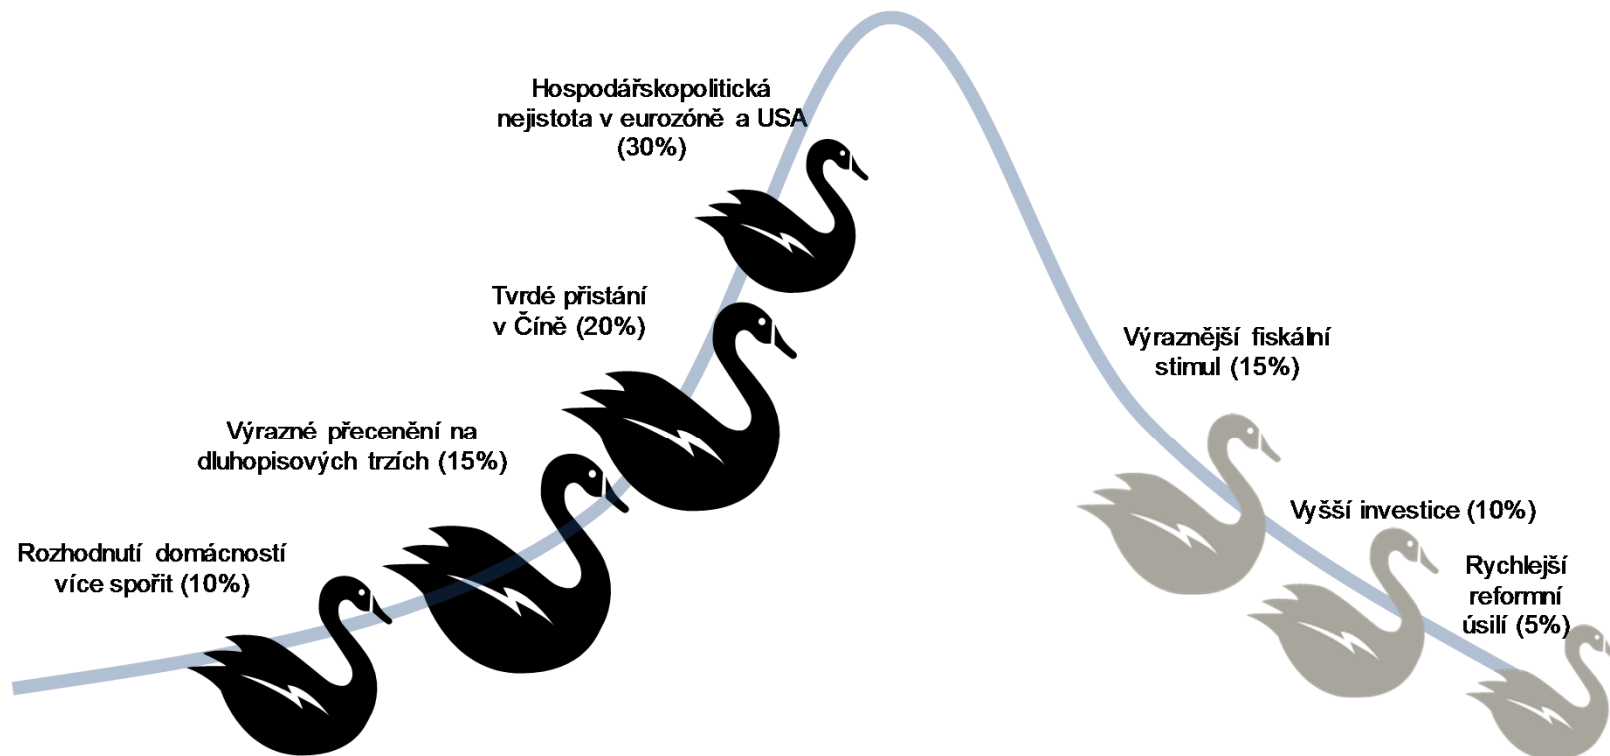 Hospodářskopolitická
nejistota v eurozóně a USA
(30%)
Tvrdé přistání
v Číně (20%)
Výraznější fiskální
stimul (15%)
Výrazné přecenění na
dluhopisových trzích (15%)
Vyšší investice (10%)
Rozhodnutí domácností
více spořit (10%)
Rychlejší
reformní
úsilí (5%)